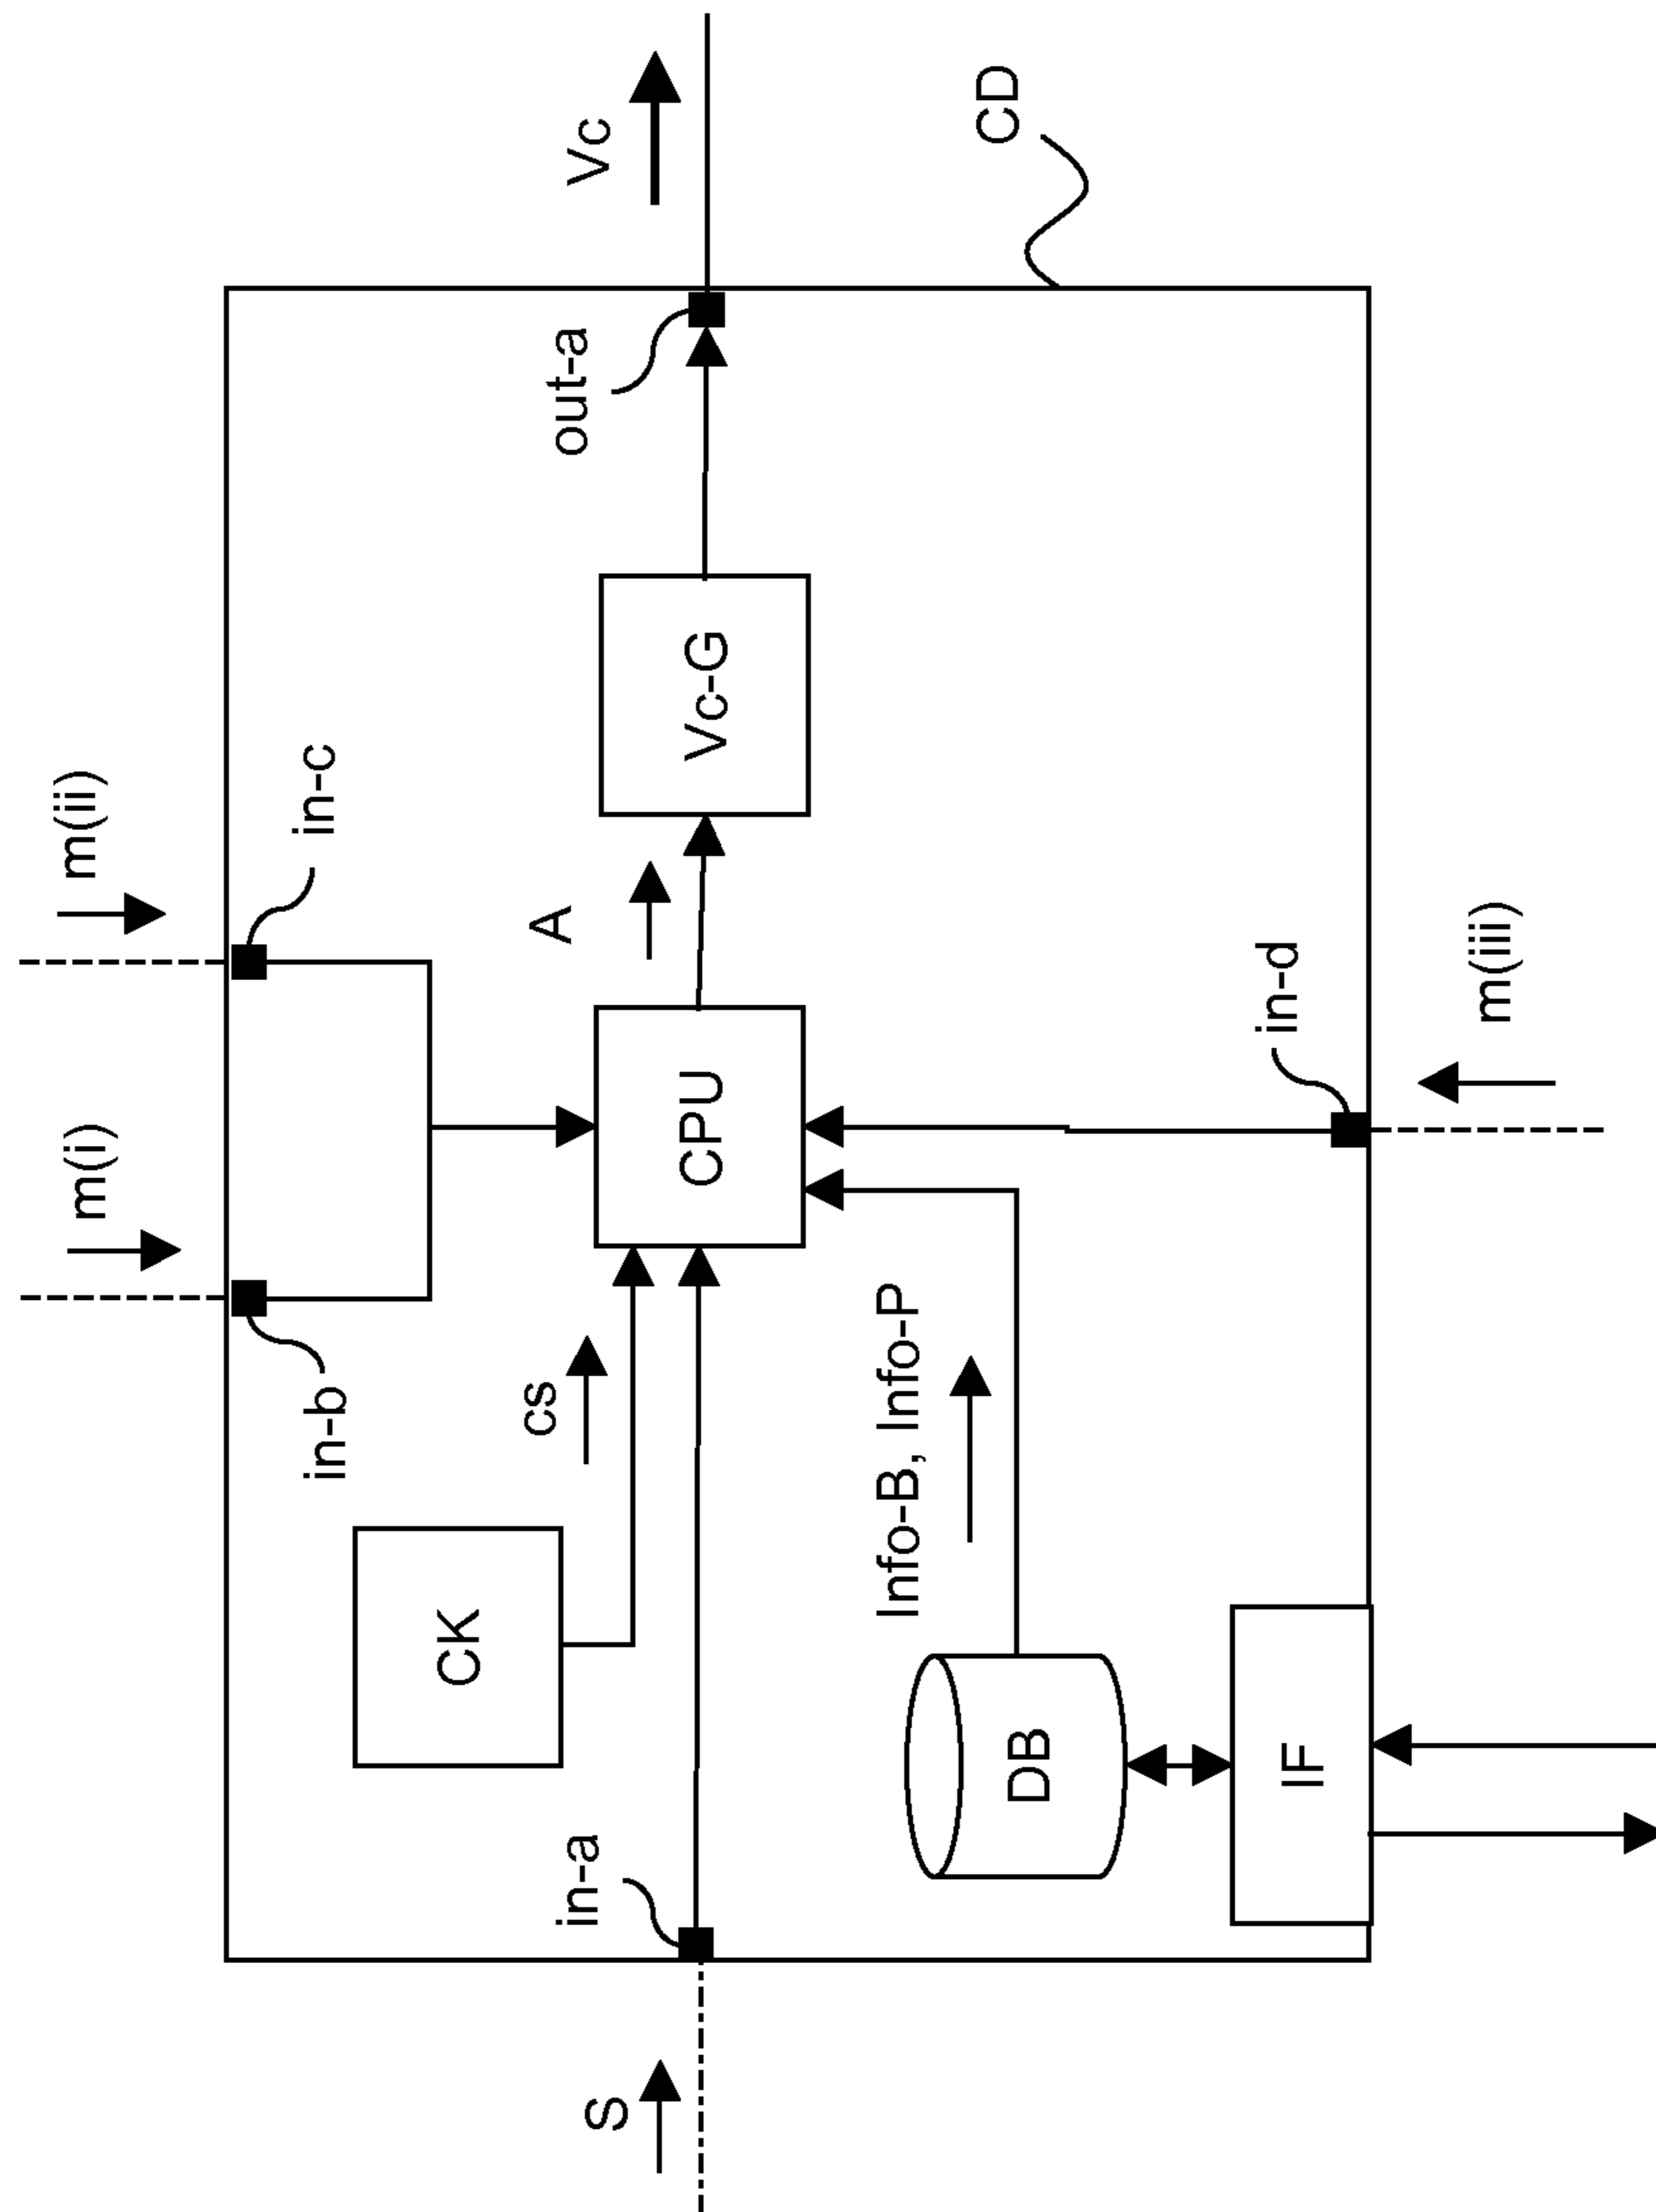 m(i)
m(ii)
in-b
in-c
CK
cs
in-a
S
CPU
A
Vc-G
out-a
Vc
Info-B, Info-P
DB
IF
in-d
m(iii)
CD